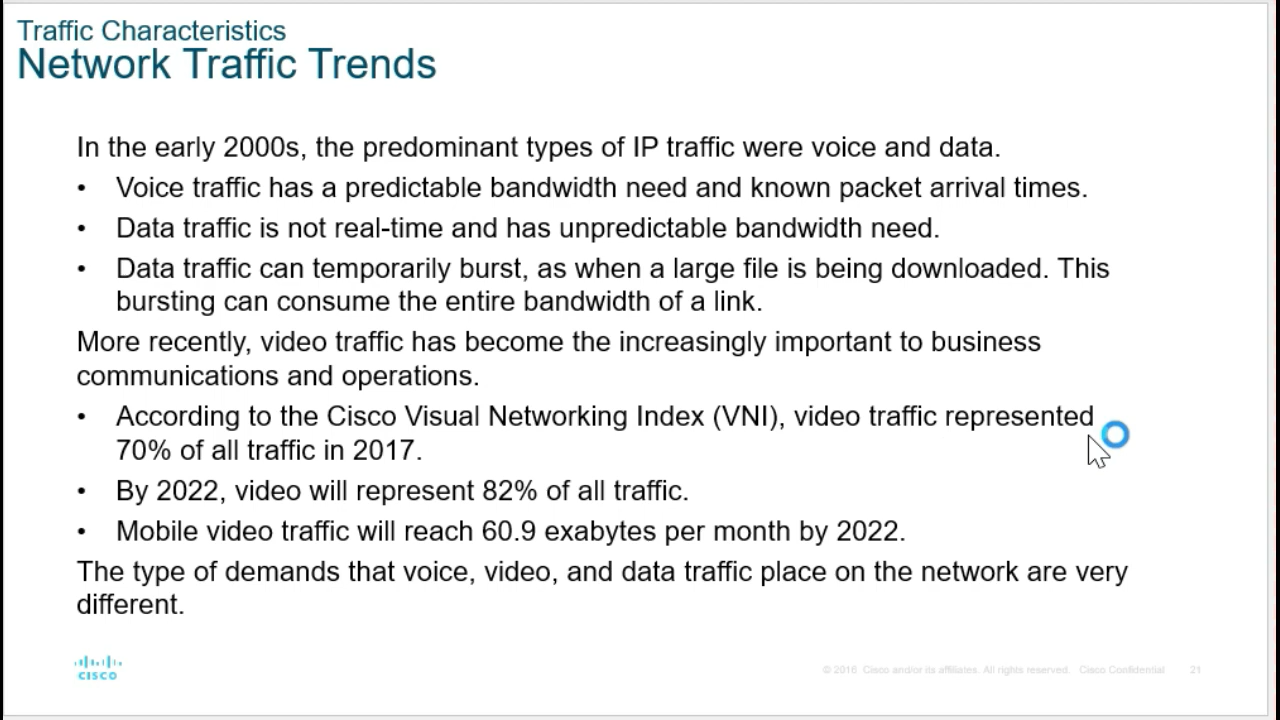 Traffic Characteristics
Network Traffic Trends
In the early 2000s, the predominant types of IP traffic were voice and data.
• Voice traffic has a predictable bandwidth need and known packet arrival times.
• Data traffic is not real-time and has unpredictable bandwidth need.
• Data traffic can temporarily burst, as when a large file is being downloaded. This
bursting can consume the entire bandwidth of a link.
More recently, video traffic has become the increasingly important to business
communications and operations.
• According to the Cisco Visual Networking Index (VNI), video traffic represented
70% of all traffic in 2017.
• By 2022, video will represent 82% of all traffic.
• Mobile video traffic will reach 60.9 exabytes per month by 2022.
The type of demands that voice, video, and data traffic place on the network are very
different.
CISCO
© 2016 Cisco and/or its affiliates. All rights reserved. Cisco Confidential 21